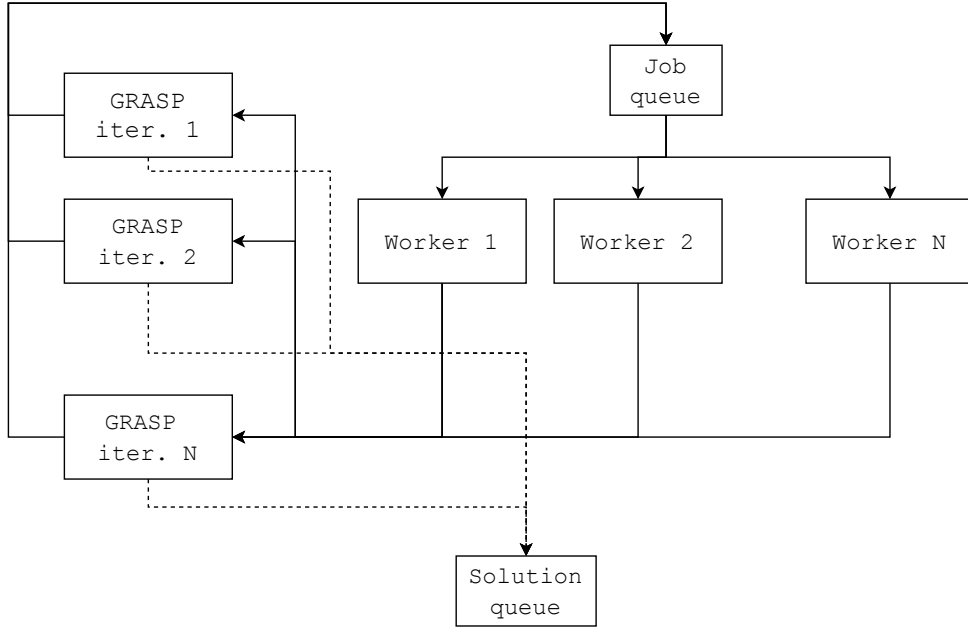 Job
queue
GRASP
iter. 1
GRASP
iter. 2
Worker 1
Worker 2
Worker N
GRASP
iter. N
Solution
queue